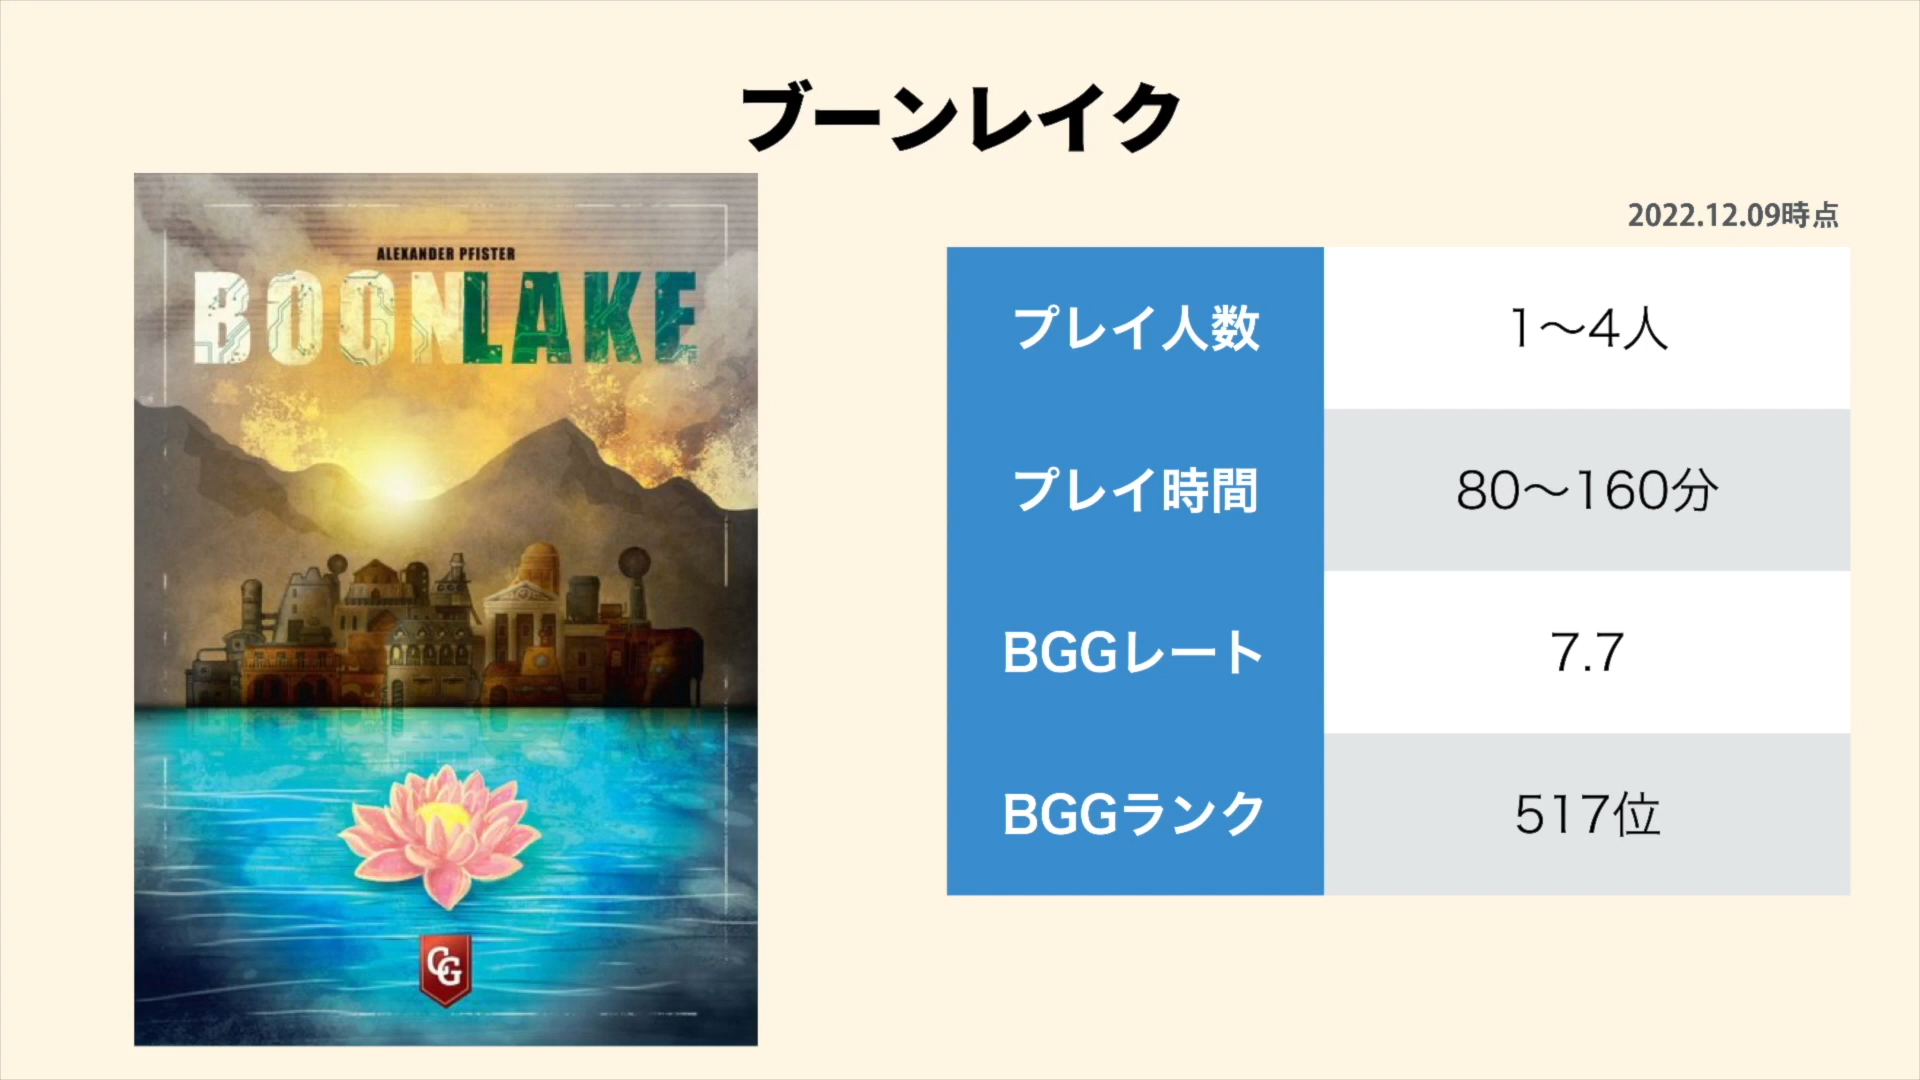 ブーンレイク
ALEXANDER PFISTER
BOONLAKE
CG
2022.12.09時点
プレイ人数 1〜4人
プレイ時間 80〜160分
BGGレート 7.7
BGGランク 517位